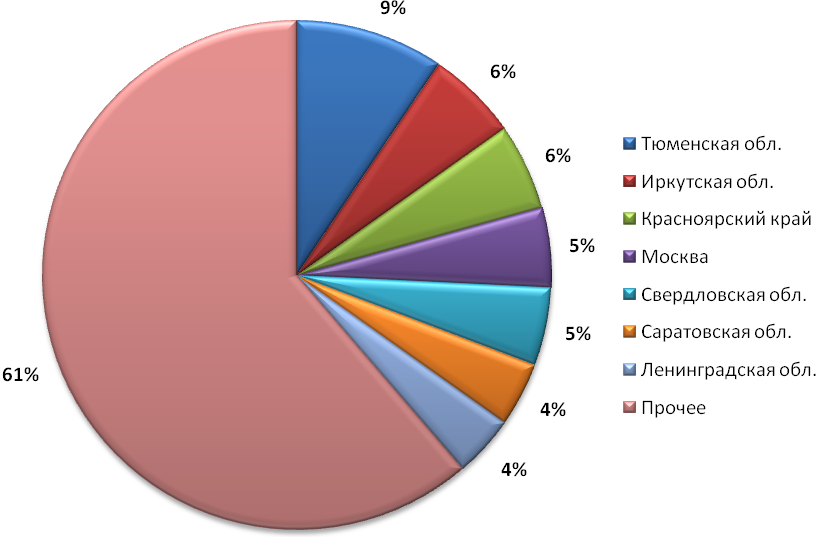 9%
6%
6%
5%
5%
4%
4%
61%
Тюменская обл.
Иркутская обл.
Красноярский край
Москва
Свердловская обл.
Саратовская обл.
Ленинградская обл.
Прочее